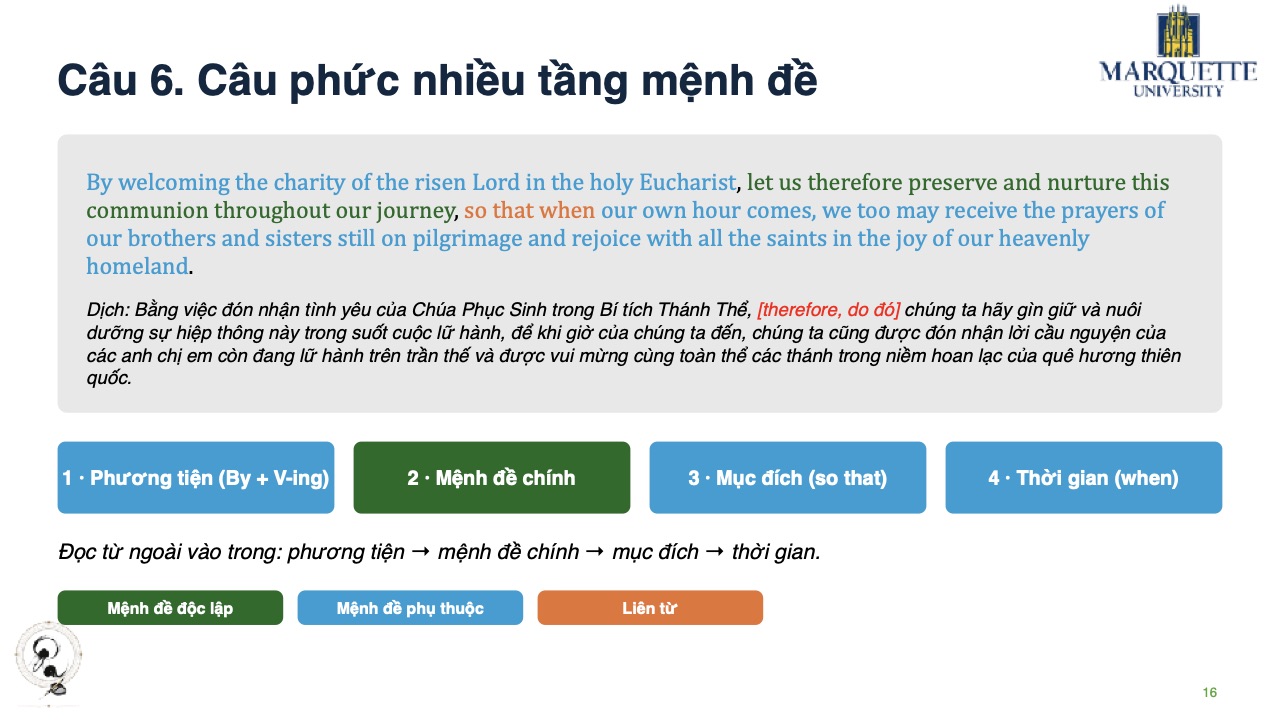 MARQUETTE
UNIVERSITY
Câu 6. Câu phức nhiều tầng mệnh đề
By welcoming the charity of the risen Lord in the holy Eucharist, let us therefore preserve and nurture this
communion throughout our journey, so that when our own hour comes, we too may receive the prayers of
our brothers and sisters still on pilgrimage and rejoice with all the saints in the joy of our heavenly
homeland.
Dịch: Bằng việc đón nhận tình yêu của Chúa Phục Sinh trong Bí tích Thánh Thể, [therefore, do đó] chúng ta hãy gìn giữ và nuôi
dưỡng sự hiệp thông này trong suốt cuộc lữ hành, để khi giờ của chúng ta đến, chúng ta cũng được đón nhận lời cầu nguyện của
các anh chị em còn đang lữ hành trên trần thế và được vui mừng cùng toàn thể các thánh trong niềm hoan lạc của quê hương thiên
quốc.
1 · Phương tiện (By + V-ing)
2 · Mệnh đề chính
3 · Mục đích (so that)
4 · Thời gian (when)
Đọc từ ngoài vào trong: phương tiện → mệnh đề chính → mục đích → thời gian.
Mệnh đề độc lập
Mệnh đề phụ thuộc
Liên từ
16